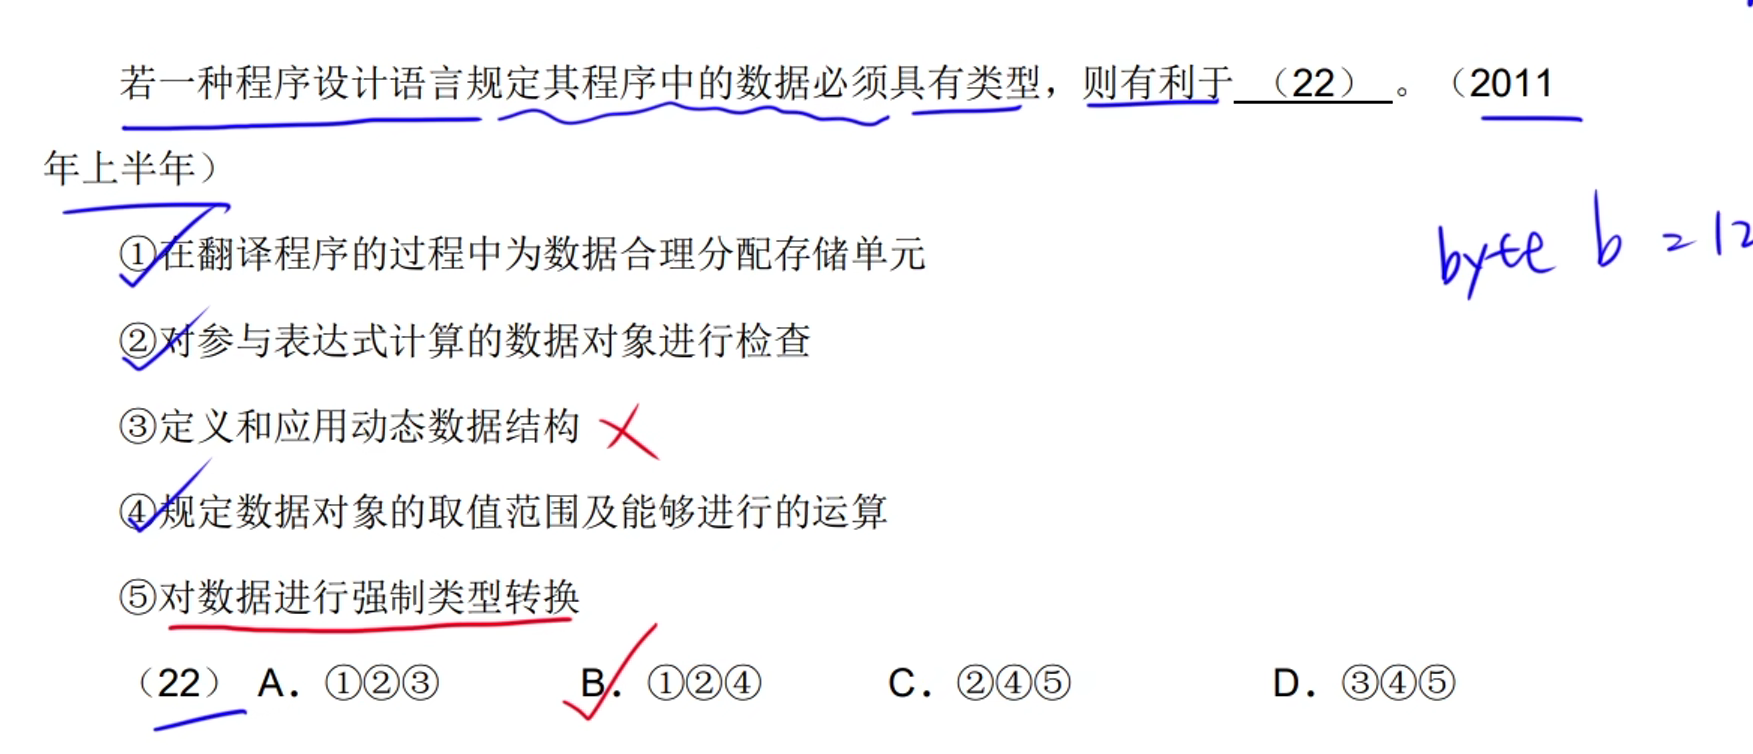 若一种程序设计语言规定其程序中的数据必须具有类型，则有利于 （22） 。（2011
年上半年）
①在翻译程序的过程中为数据合理分配存储单元
byte b = 12
②对参与表达式计算的数据对象进行检查
③定义和应用动态数据结构
④规定数据对象的取值范围及能够进行的运算
⑤对数据进行强制类型转换
（22） A．①②③ B．①②④ C．②④⑤ D．③④⑤